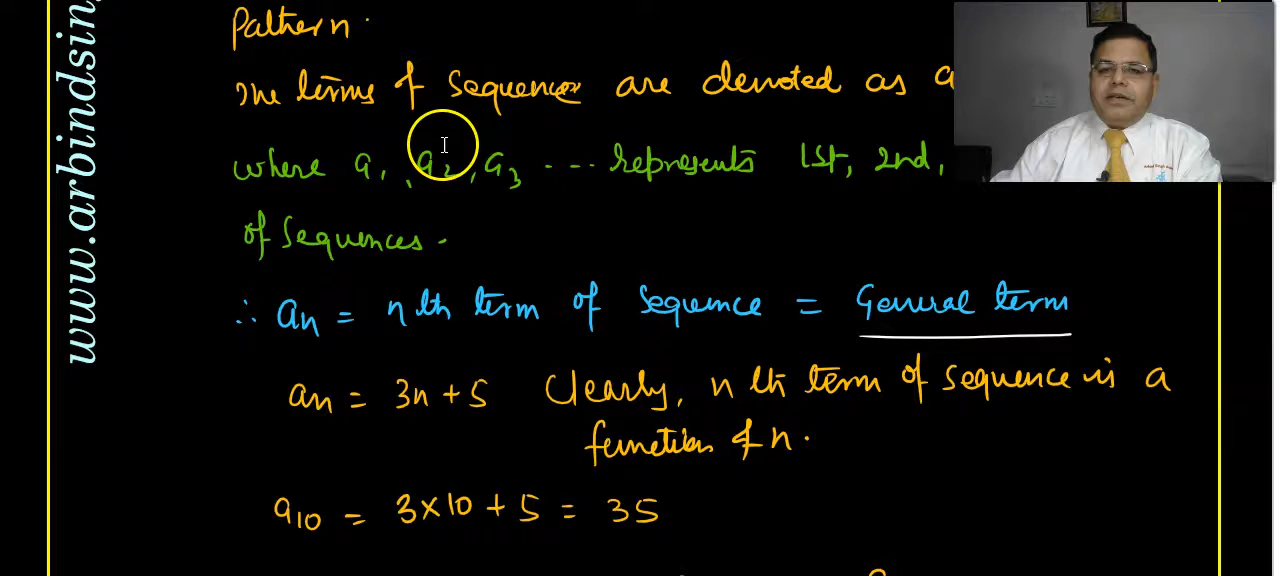 www.arbindsin
Pattern.
The terms of sequence are denoted as a
where a1, a2, a3 --- represents 1st, 2nd,
of sequences.
∴ an = nth term of sequence = General term
an = 3n + 5 Clearly, nth term of sequence is a
function of n.
a10 = 3×10 + 5 = 35